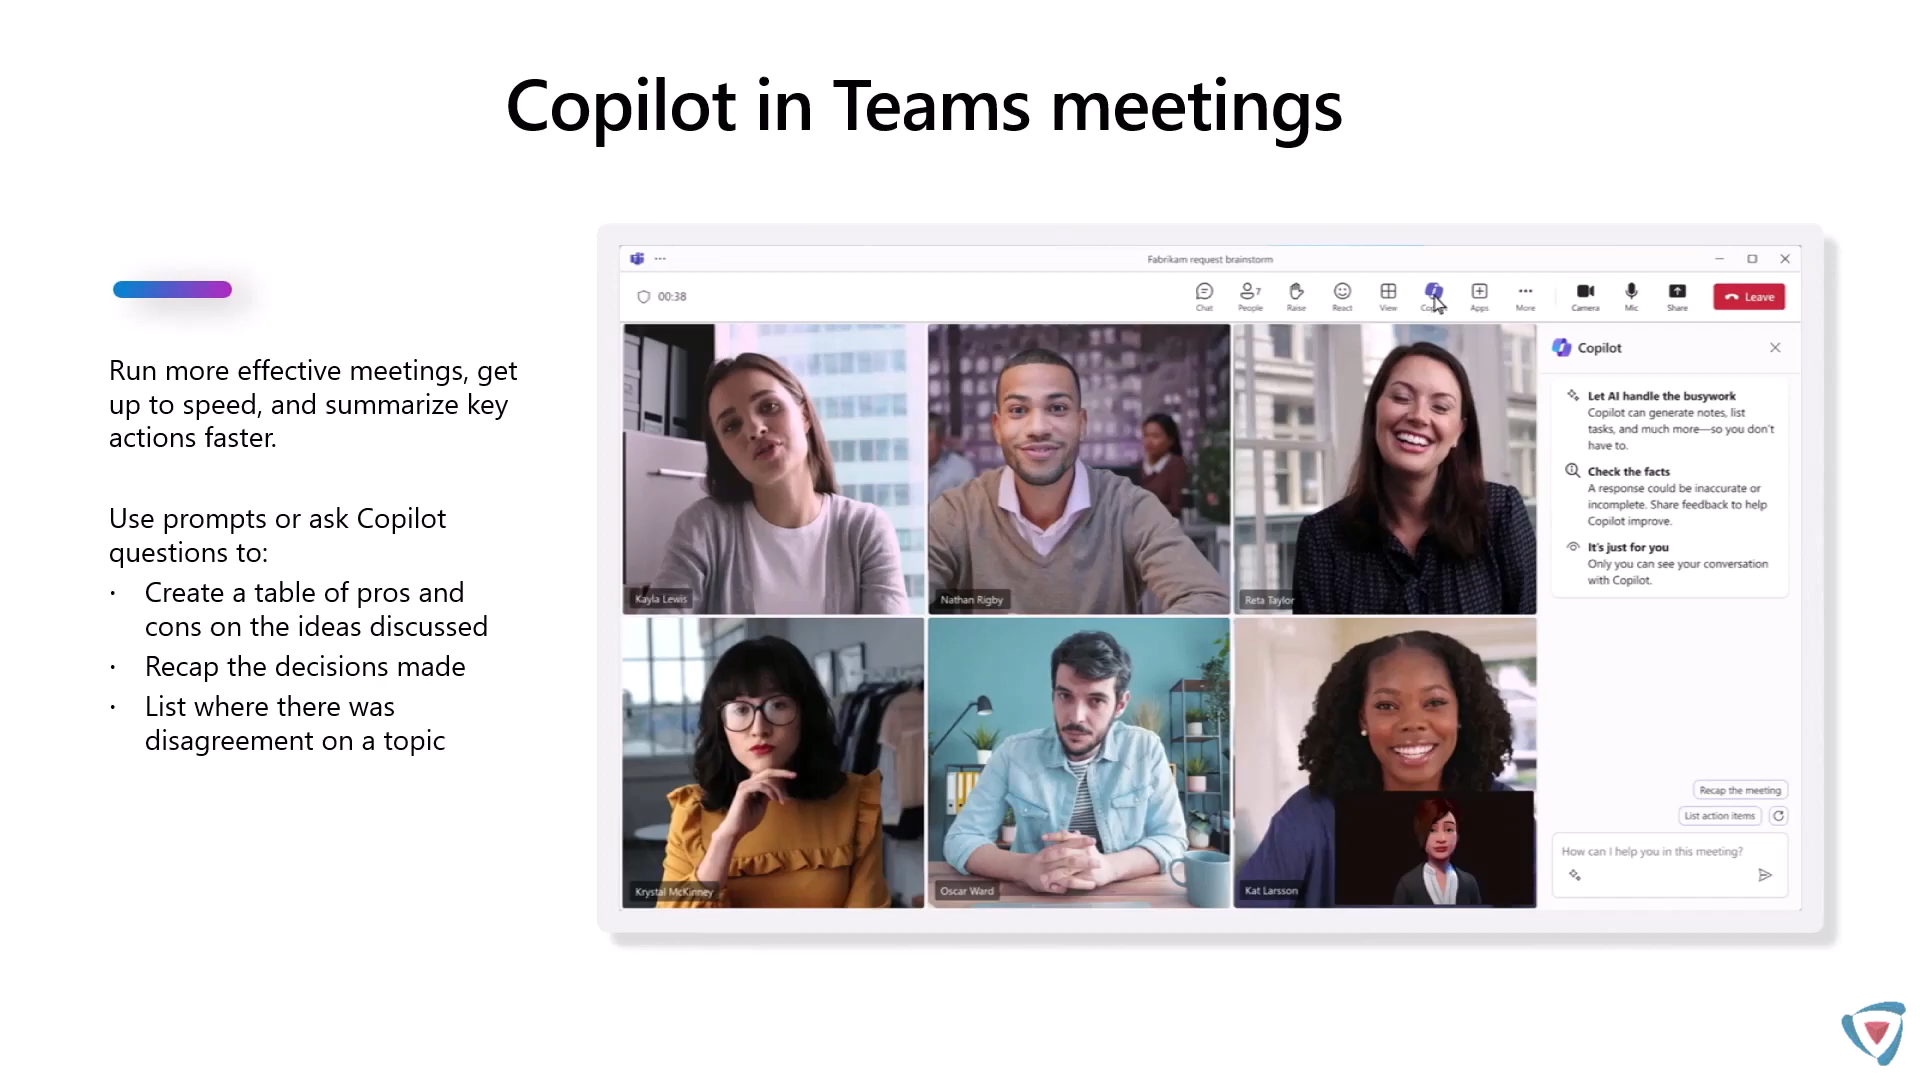 Copilot in Teams meetings
Run more effective meetings, get
up to speed, and summarize key
actions faster.
Use prompts or ask Copilot
questions to:
· Create a table of pros and
cons on the ideas discussed
· Recap the decisions made
· List where there was
disagreement on a topic
Fabrikam request brainstorm
00:38
Chat
People 7
Raise
React
View
Apps
More
Camera
Mic
Share
Leave
Kayla Lewis
Nathan Rigby
Reta Taylor
Krystal McKinney
Oscar Ward
Kat Larsson
Copilot
Let AI handle the busywork
Copilot can generate notes, list
tasks, and much more—so you don't
have to.
Check the facts
A response could be inaccurate or
incomplete. Share feedback to help
Copilot improve.
It's just for you
Only you can see your conversation
with Copilot.
Recap the meeting
List action items
How can I help you in this meeting?